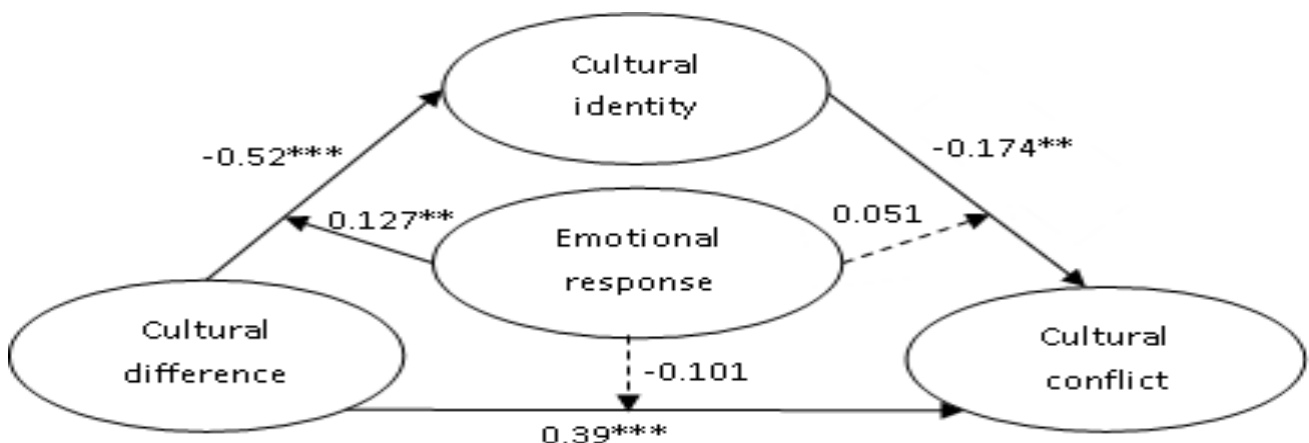 Cultural
identity
-0.52***
-0.174**
0.127**
0.051
Emotional
response
Cultural
difference
-0.101
Cultural
conflict
0.39***